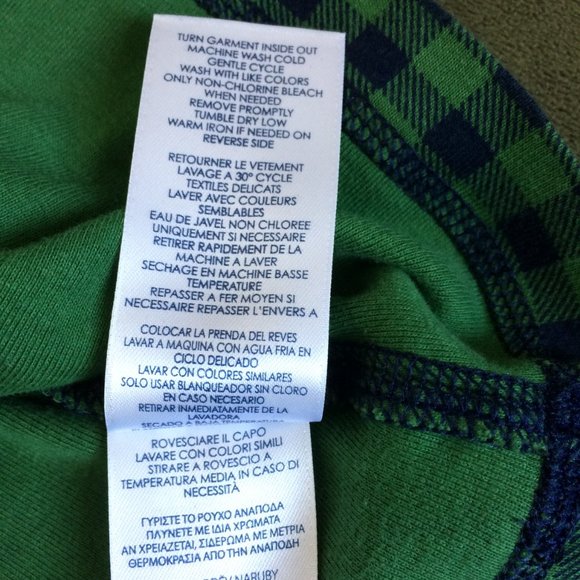 TURN GARMENT INSIDE OUT
MACHINE WASH COLD
GENTLE CYCLE
WASH WITH LIKE COLORS
ONLY NON-CHLORINE BLEACH
WHEN NEEDED
REMOVE PROMPTLY
TUMBLE DRY LOW
WARM IRON IF NEEDED ON
REVERSE SIDE
RETOURNER LE VETEMENT
LAVAGE A 30° CYCLE
TEXTILES DELICATS
LAVER AVEC COULEURS
SEMBLABLES
EAU DE JAVEL NON CHLOREE
UNIQUEMENT SI NECESSAIRE
RETIRER RAPIDEMENT DE LA
MACHINE A LAVER
SECHAGE EN MACHINE BASSE
TEMPERATURE
REPASSER A FER MOYEN SI
NECESSAIRE REPASSER L'ENVERS A
COLOCAR LA PRENDA DEL REVES
LAVAR A MAQUINA CON AGUA FRIA EN
CICLO DELICADO
LAVAR CON COLORES SIMILARES
SOLO USAR BLANQUEADOR SIN CLORO
EN CASO NECESARIO
RETIRAR INMEDIATAMENTE DE LA
LAVADORA
SECADO A BAJA TEMPERATURA
ROVESCIARE IL CAPO
LAVARE CON COLORI SIMILI
STIRARE A ROVESCIO A
TEMPERATURA MEDIA IN CASO DI
NECESSITÀ
ΓΥΡΙΣΤΕ ΤΟ ΡΟΥΧΟ ΑΝΑΠΟΔΑ
ΠΛΥΝΕΤΕ ΜΕ ΙΔΙΑ ΧΡΩΜΑΤΑ
ΑΝ ΧΡΕΙΑΖΕΤΑΙ, ΣΙΔΕΡΩΜΑ ΜΕ ΜΕΤΡΙΑ
ΘΕΡΜΟΚΡΑΣΙΑ ΑΠΟ ΤΗΝ ΑΝΑΠΟΔΗ
NARUBY